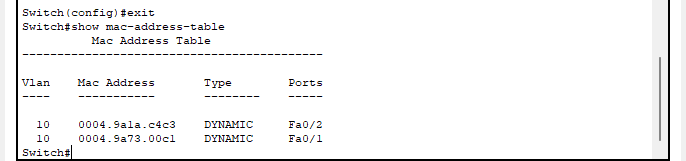 Switch(config)#exit
Switch#show mac-address-table
          Mac Address Table
-------------------------------------------

Vlan    Mac Address       Type        Ports
----    -----------       --------    -----

  10    0004.9a1a.c4c3    DYNAMIC     Fa0/2
  10    0004.9a73.00c1    DYNAMIC     Fa0/1
Switch#